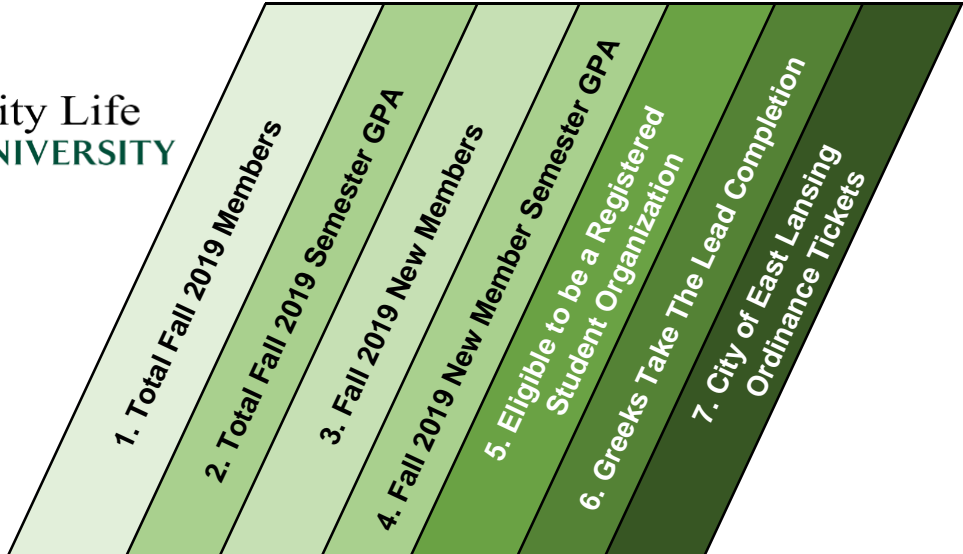 ity Life
NIVERSITY
1. Total Fall 2019 Members
2. Total Fall 2019 Semester GPA
3. Fall 2019 New Members
4. Fall 2019 New Member Semester GPA
5. Eligible to be a Registered
Student Organization
6. Greeks Take The Lead Completion
7. City of East Lansing
Ordinance Tickets